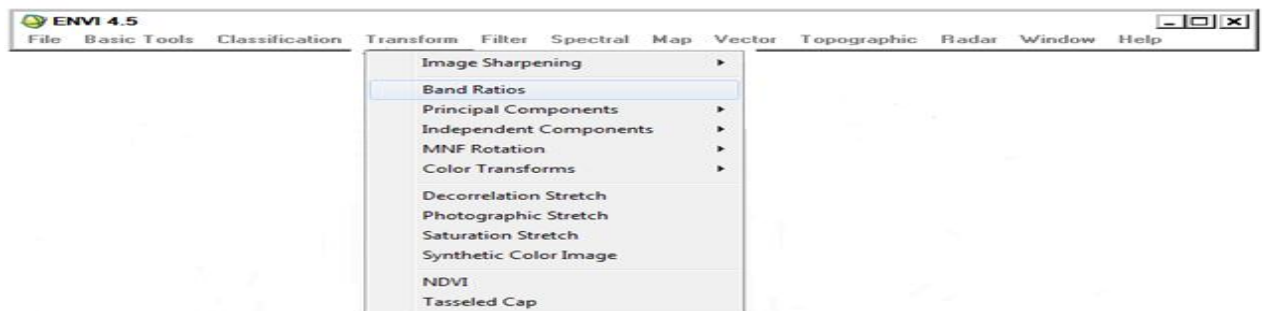 ENVI 4.5
File Basic Tools Classification Transform Filter Spectral Map Vector Topographic Radar Window Help
Image Sharpening
Band Ratios
Principal Components
Independent Components
MNF Rotation
Color Transforms
Decorrelation Stretch
Photographic Stretch
Saturation Stretch
Synthetic Color Image
NDVI
Tasseled Cap